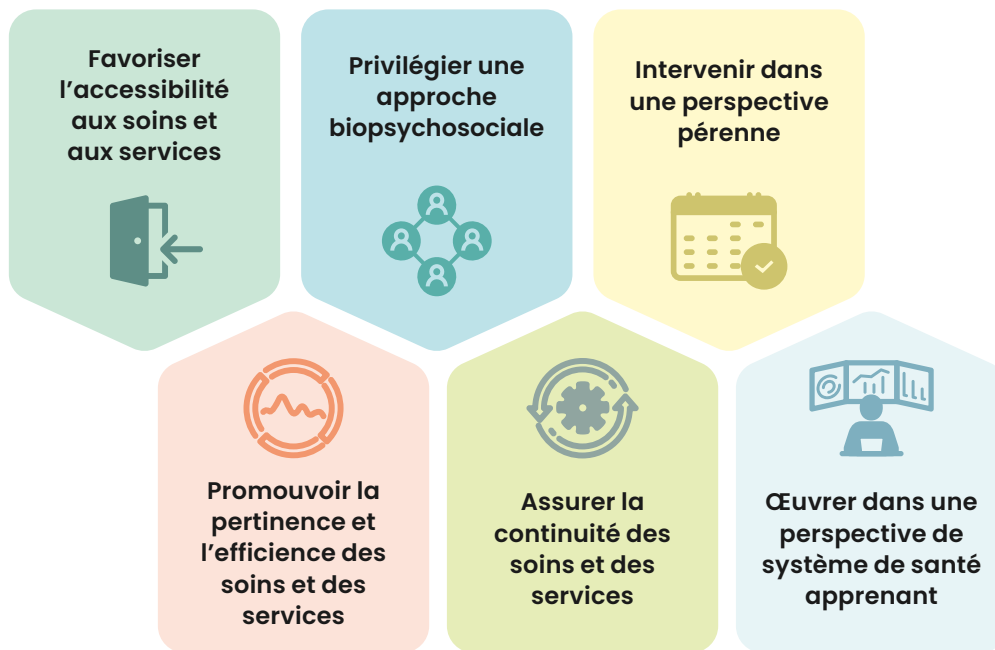 Favoriser
l’accessibilité
aux soins et
aux services
Privilégier une
approche
biopsychosociale
Intervenir dans
une perspective
pérenne
Promouvoir la
pertinence et
l’efficience des
soins et des
services
Assurer la
continuité des
soins et des
services
Œuvrer dans une
perspective de
système de santé
apprenant